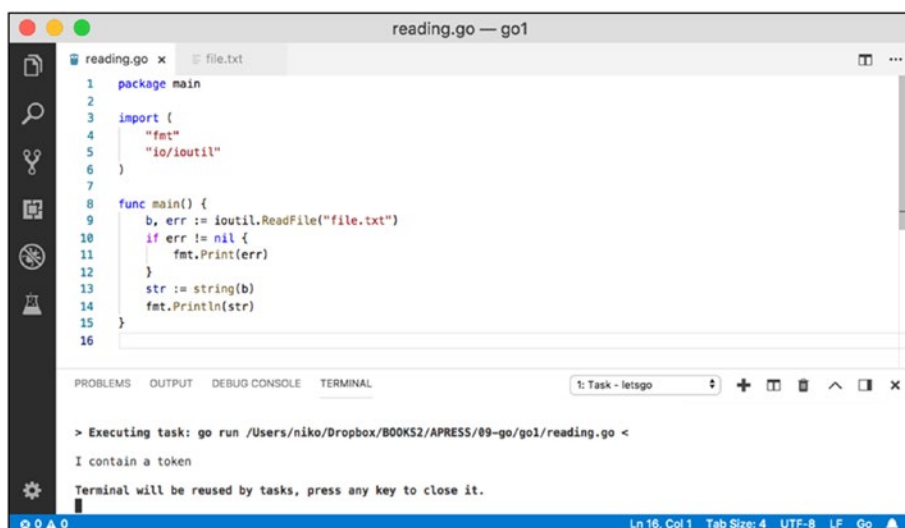 reading.go — go1
reading.go × file.txt
1 package main
2
3 import (
4 "fmt"
5 "io/ioutil"
6 )
7
8 func main() {
9 b, err := ioutil.ReadFile("file.txt")
10 if err != nil {
11 fmt.Print(err)
12 }
13 str := string(b)
14 fmt.Println(str)
15 }
16
PROBLEMS OUTPUT DEBUG CONSOLE TERMINAL 1: Task - letsgo
> Executing task: go run /Users/niko/Dropbox/BOOKS2/APRESS/09-go/go1/reading.go <
I contain a token
Terminal will be reused by tasks, press any key to close it.
0 0 Ln 16, Col 1 Tab Size: 4 UTF-8 LF Go